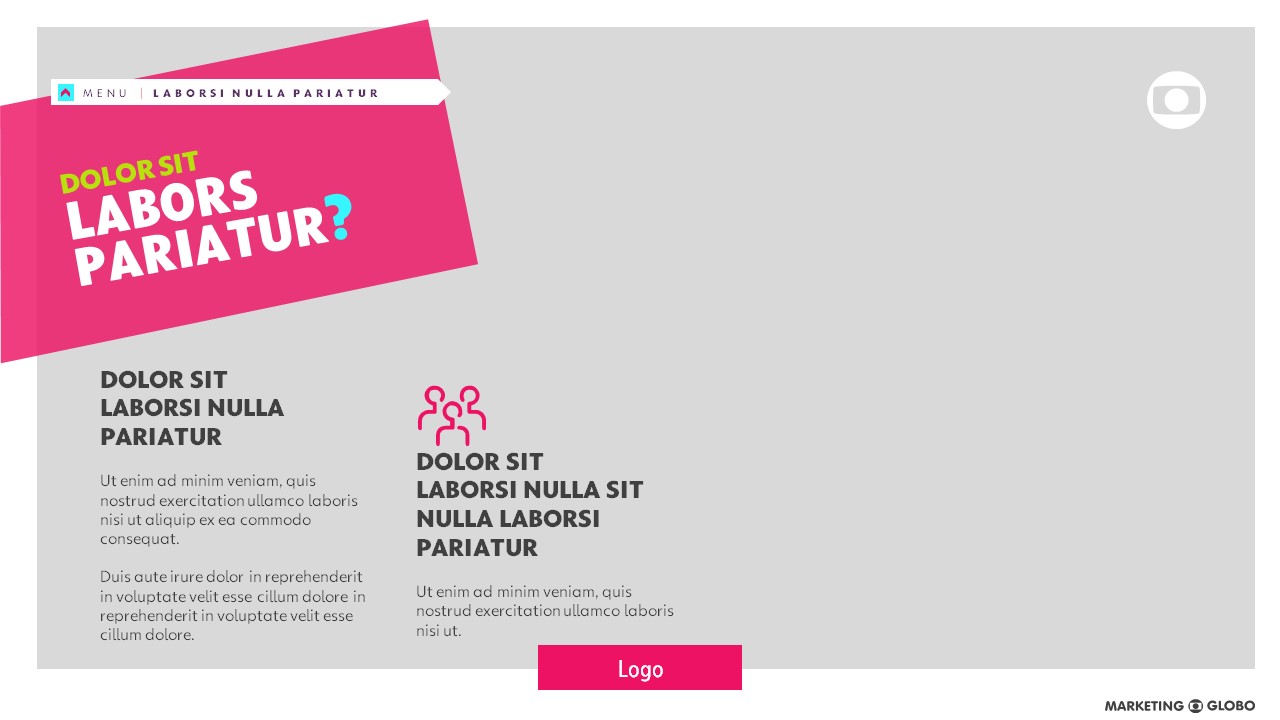 MENU | LABORSI NULLA PARIATUR
DOLOR SIT
LABORS
PARIATUR?
DOLOR SIT
LABORSI NULLA
PARIATUR
Ut enim ad minim veniam, quis
nostrud exercitation ullamco laboris
nisi ut aliquip ex ea commodo
consequat.
Duis aute irure dolor in reprehenderit
in voluptate velit esse cillum dolore in
reprehenderit in voluptate velit esse
cillum dolore.
DOLOR SIT
LABORSI NULLA SIT
NULLA LABORSI
PARIATUR
Ut enim ad minim veniam, quis
nostrud exercitation ullamco laboris
nisi ut.
Logo
MARKETING GLOBO